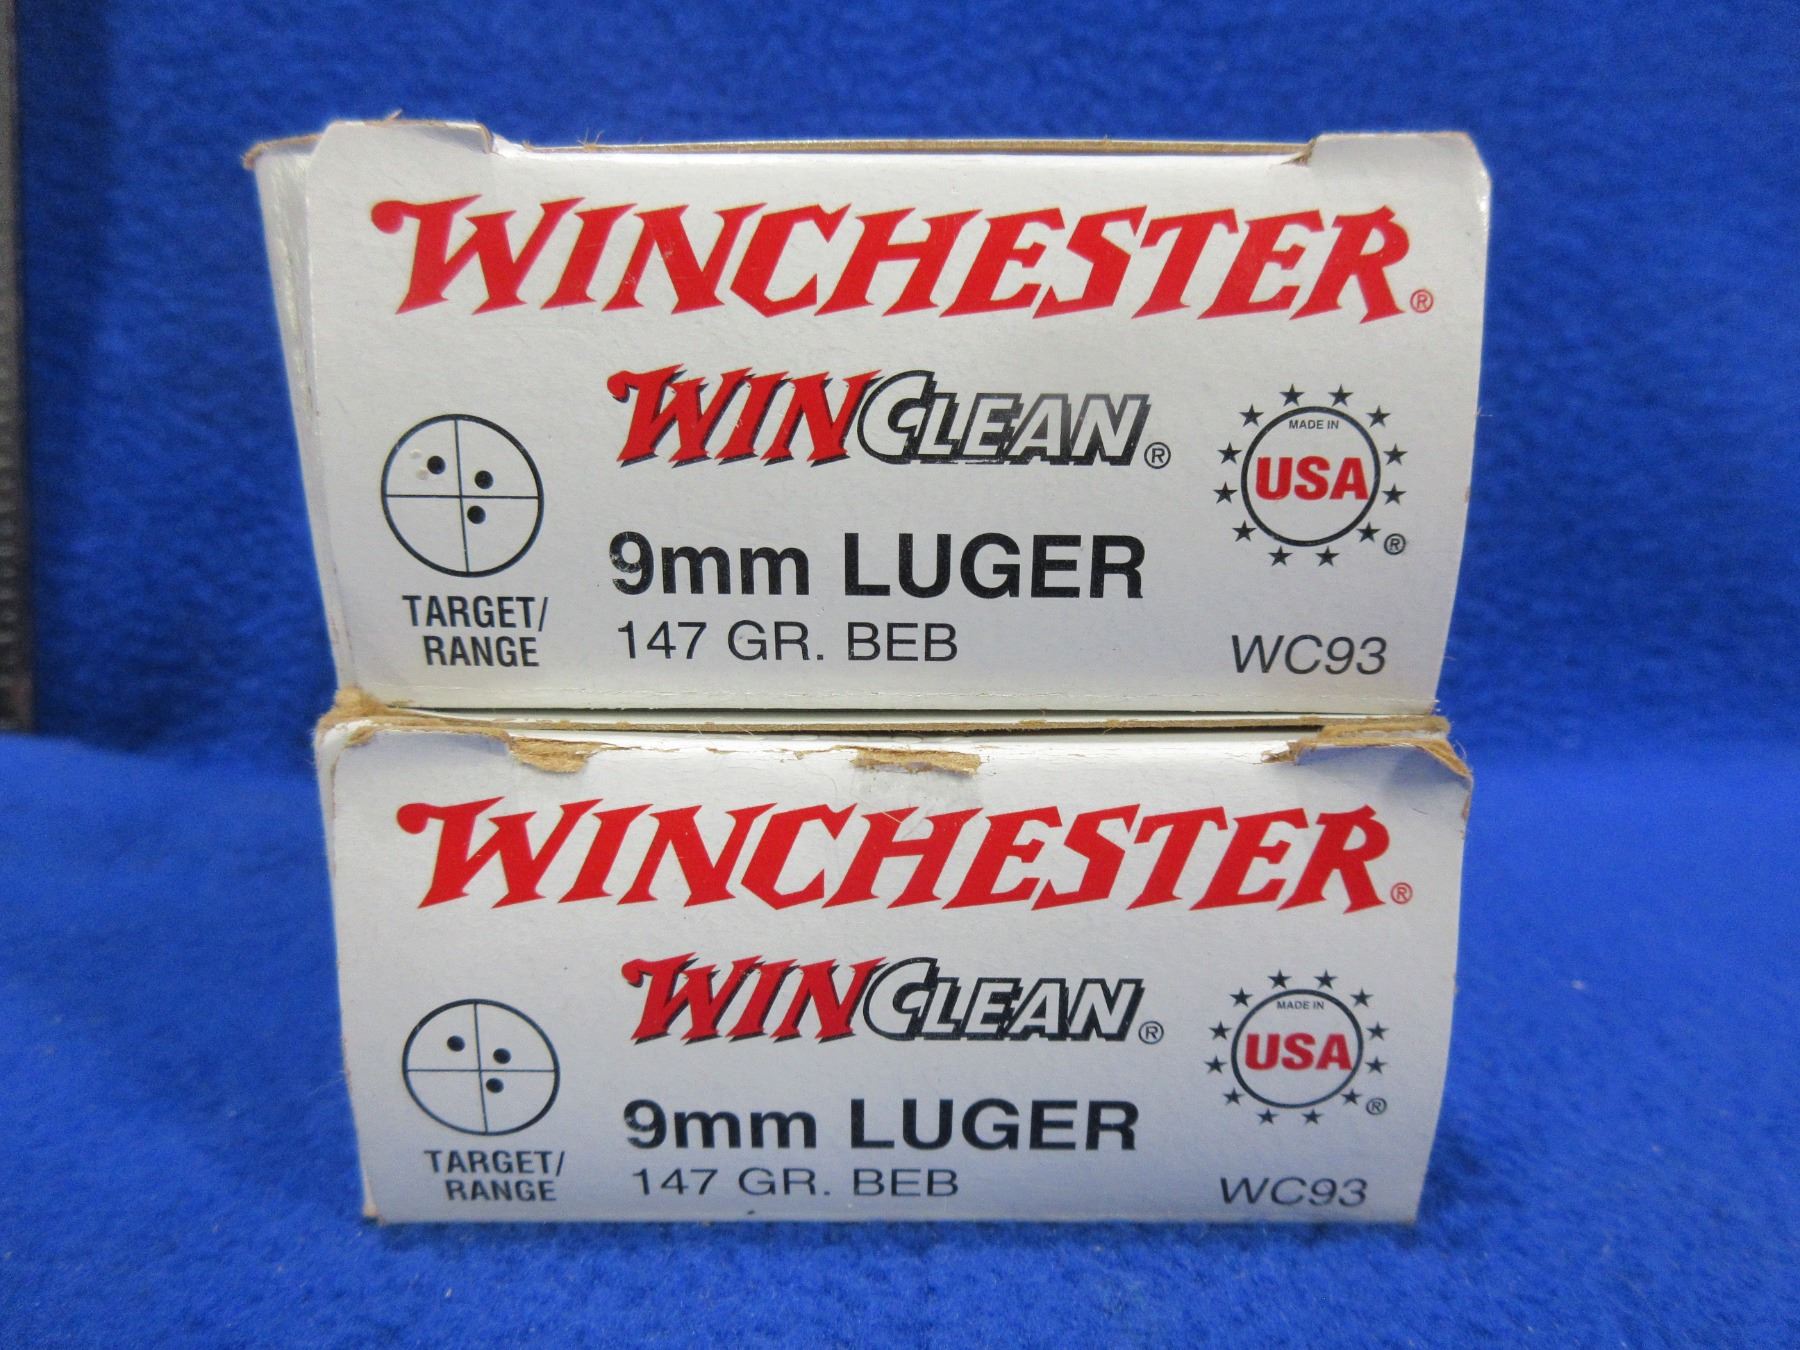 WINCHESTER®
WINCLEAN®
MADE IN
USA®
9mm LUGER
TARGET/
RANGE
147 GR. BEB
WC93
WINCHESTER®
WINCLEAN®
MADE IN
USA®
9mm LUGER
TARGET/
RANGE
147 GR. BEB
WC93